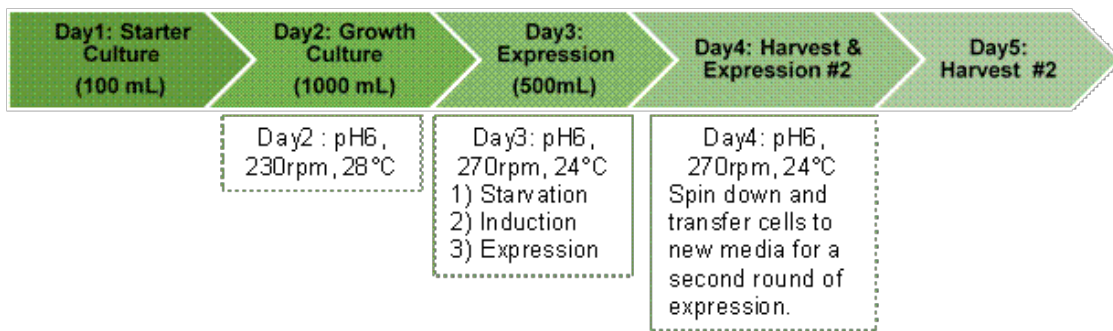 Day1: Starter
Culture
(100 mL)
Day2: Growth
Culture
(1000 mL)
Day3:
Expression
(500mL)
Day4: Harvest &
Expression #2
Day5:
Harvest #2
Day2 : pH6,
230rpm, 28°C
Day3: pH6,
270rpm, 24°C
1) Starvation
2) Induction
3) Expression
Day4: pH6,
270rpm, 24°C
Spin down and
transfer cells to
new media for a
second round of
expression.